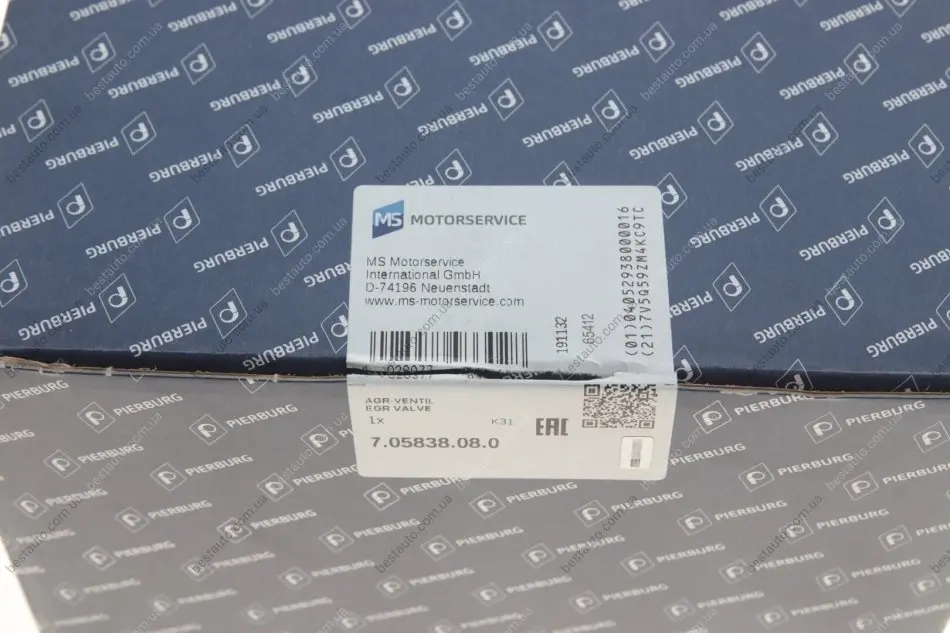 PIERBURG
MS MOTORSERVICE
MS Motorservice
International GmbH
D-74196 Neuenstadt
www.ms-motorservice.com
191132
65412
(01)04052938000016
(21)7V5Q59ZM4KC9TC
AGR-VENTIL
EGR VALVE
1x K31
EAC
7.05838.08.0
bestauto.com.ua